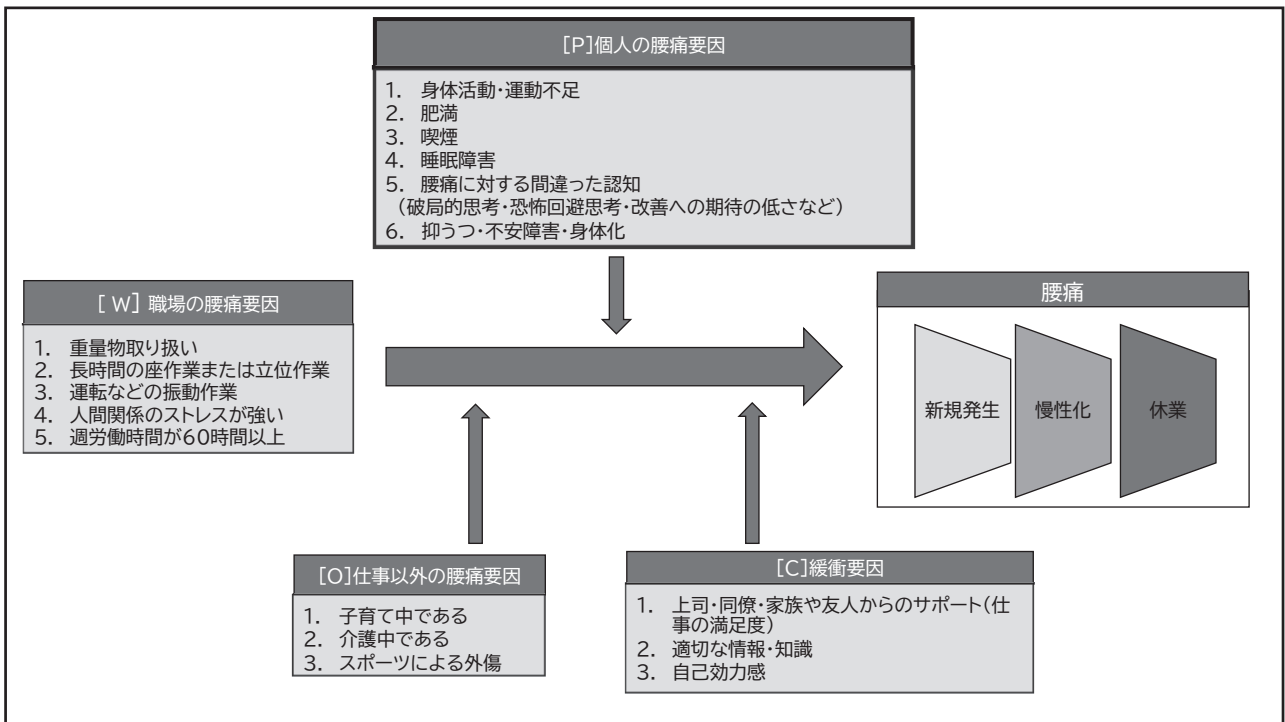 [P]個人の腰痛要因
1. 身体活動・運動不足
2. 肥満
3. 喫煙
4. 睡眠障害
5. 腰痛に対する間違った認知
(破局的思考・恐怖回避思考・改善への期待の低さなど)
6. 抑うつ・不安障害・身体化
[W] 職場の腰痛要因
1. 重量物取り扱い
2. 長時間の座作業または立位作業
3. 運転などの振動作業
4. 人間関係のストレスが強い
5. 週労働時間が60時間以上
腰痛
新規発生
慢性化
休業
[O]仕事以外の腰痛要因
1. 子育て中である
2. 介護中である
3. スポーツによる外傷
[C]緩衝要因
1. 上司・同僚・家族や友人からのサポート(仕
事の満足度)
2. 適切な情報・知識
3. 自己効力感